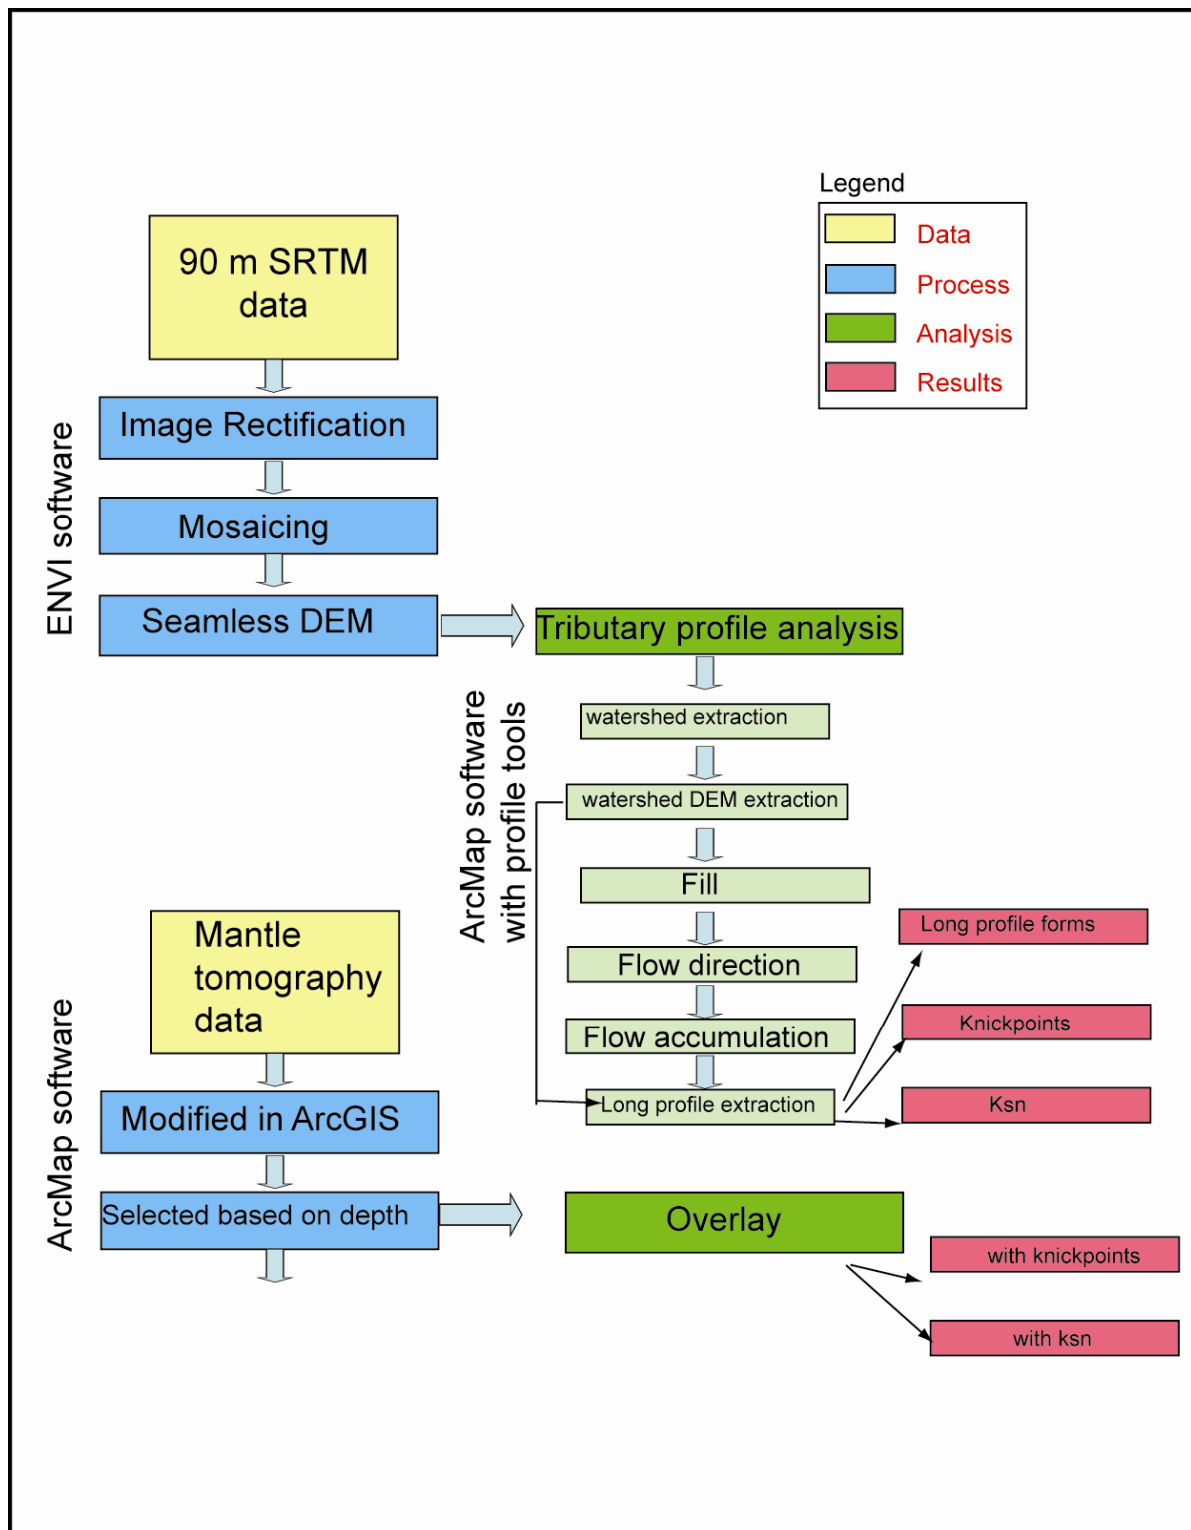 Legend
Data
Process
Analysis
Results
90 m SRTM
data
Image Rectification
Mosaicing
Seamless DEM
ENVI software
Tributary profile analysis
watershed extraction
watershed DEM extraction
Fill
Flow direction
Flow accumulation
Long profile extraction
ArcMap software
with profile tools
Long profile forms
Knickpoints
Ksn
Mantle
tomography
data
Modified in ArcGIS
Selected based on depth
ArcMap software
Overlay
with knickpoints
with ksn